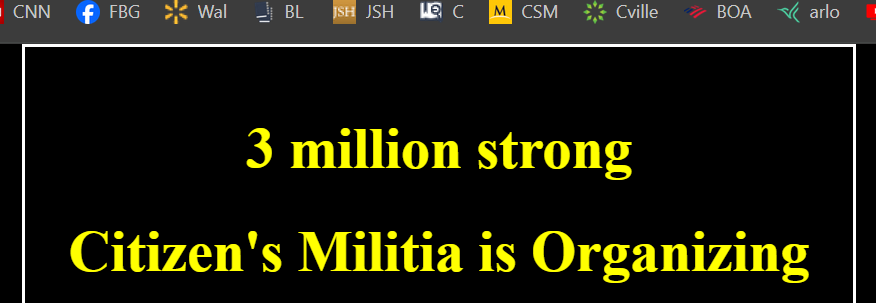 CNN FBG Wal BL JSH JSH C M CSM Cville BOA arlo
3 million strong
Citizen's Militia is Organizing